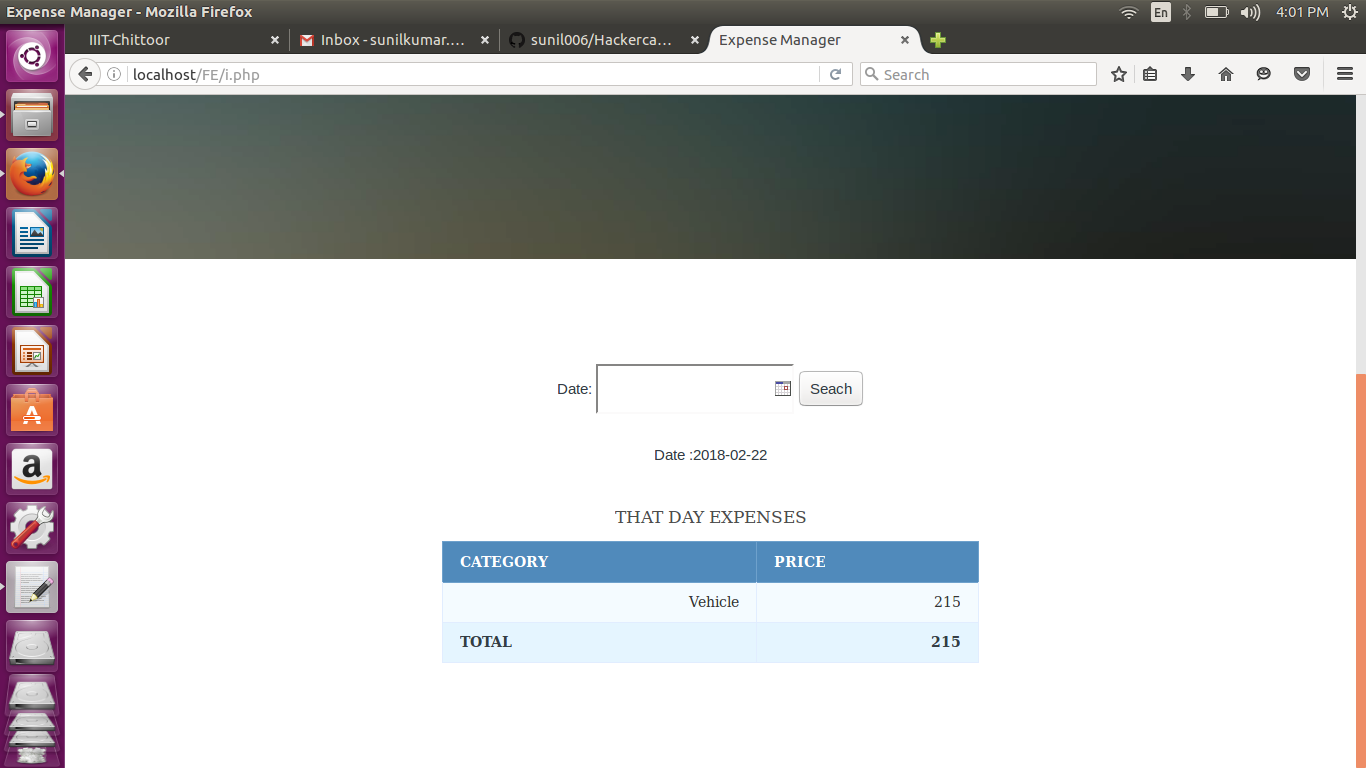 Expense Manager - Mozilla Firefox
En
4:01 PM
IIIT-Chittoor
Inbox - sunilkumar....
sunil006/Hackerca...
Expense Manager
localhost/FE/i.php
Search
Date:
Seach
Date :2018-02-22
THAT DAY EXPENSES
CATEGORY PRICE
Vehicle 215
TOTAL 215